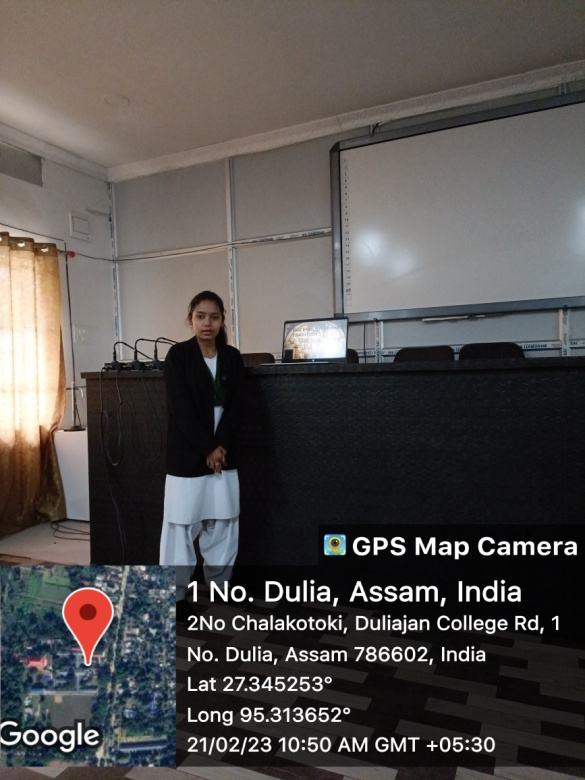 GPS Map Camera
1 No. Dulia, Assam, India
2No Chalakotoki, Duliajan College Rd, 1
No. Dulia, Assam 786602, India
Lat 27.345253°
Long 95.313652°
21/02/23 10:50 AM GMT +05:30
Google